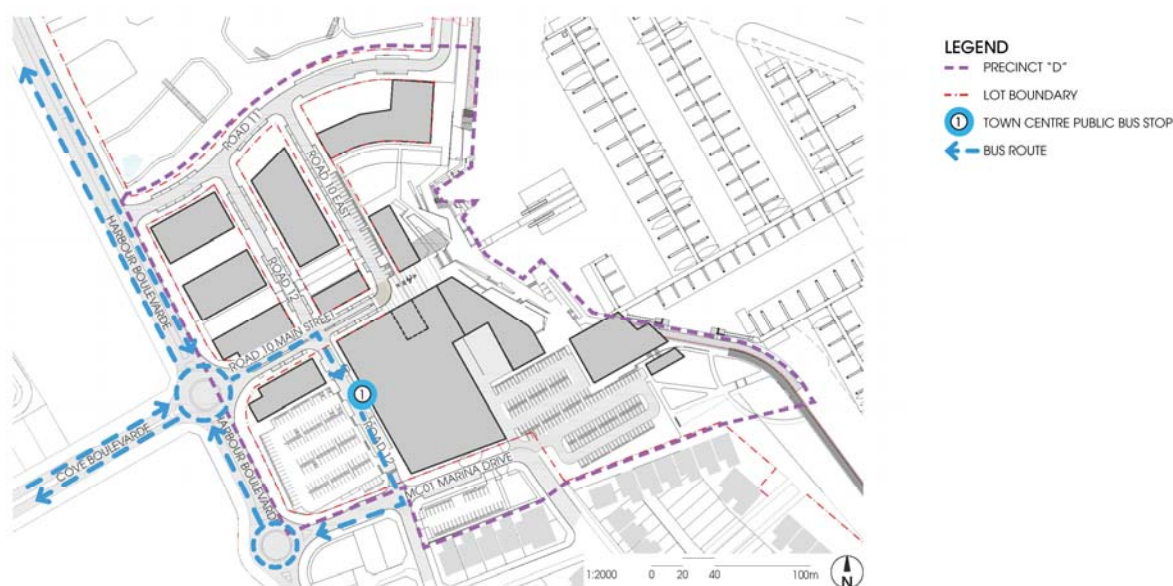 LEGEND
PRECINCT "D"
LOT BOUNDARY
1 TOWN CENTRE PUBLIC BUS STOP
BUS ROUTE
ROAD 11
ROAD 10 EAST
HARBOUR BOULEVARDE
ROAD 12
ROAD 10 MAIN STREET
1
COVE BOULEVARDE
HARBOUR BOULEVARDE
ROAD 12
MC01 MARINA DRIVE
1:2000 0 20 40 100m
N